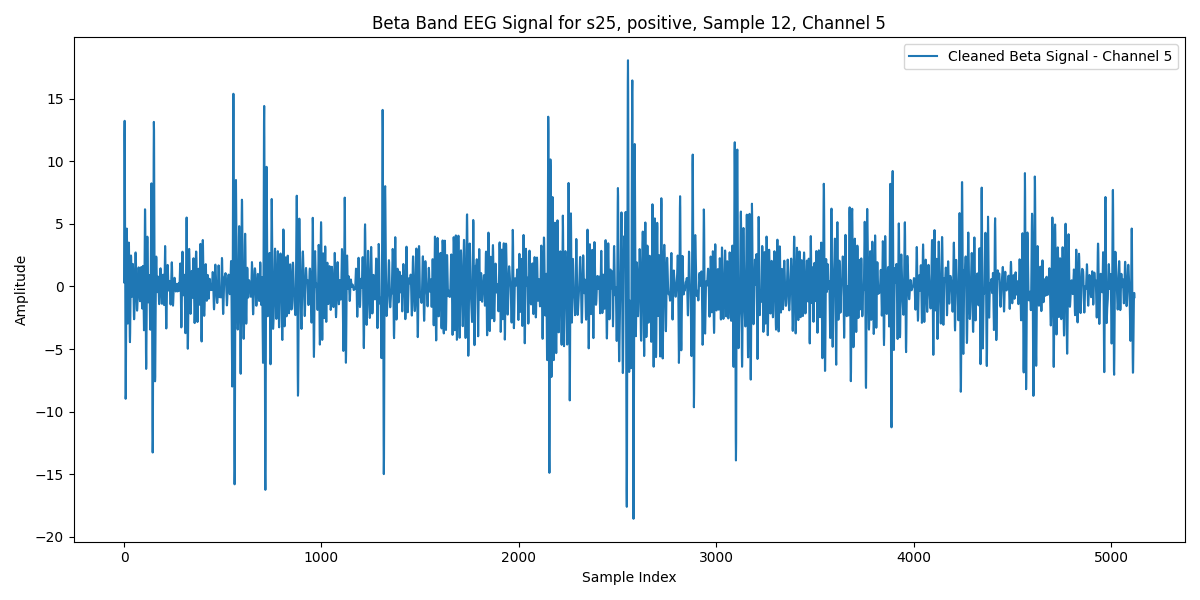 Beta Band EEG Signal for s25, positive, Sample 12, Channel 5
Cleaned Beta Signal - Channel 5
Amplitude
15
10
5
0
−5
−10
−15
−20
0 1000 2000 3000 4000 5000
Sample Index